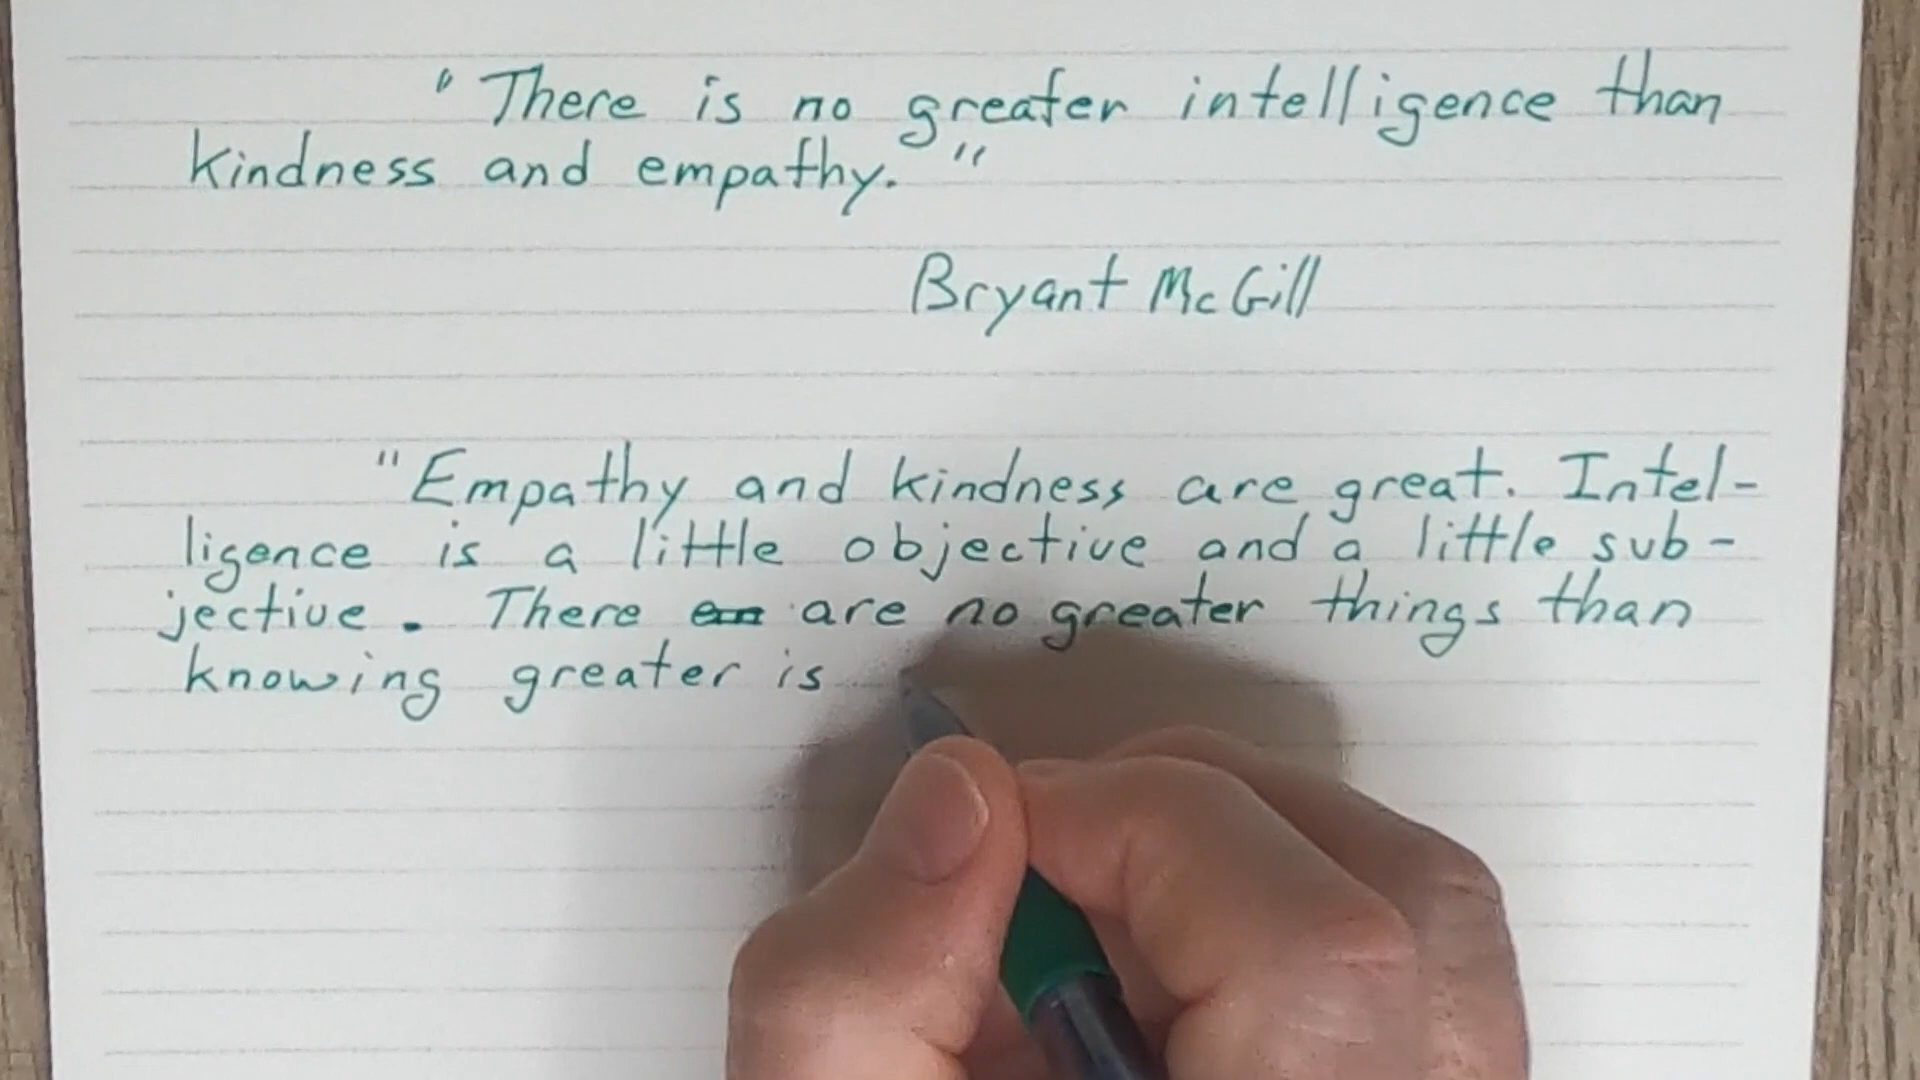 "There is no greater intelligence than
kindness and empathy."
Bryant McGill
"Empathy and kindness are great. Intel-
ligence is a little objective and a little sub-
jective. There are no greater things than
knowing greater is